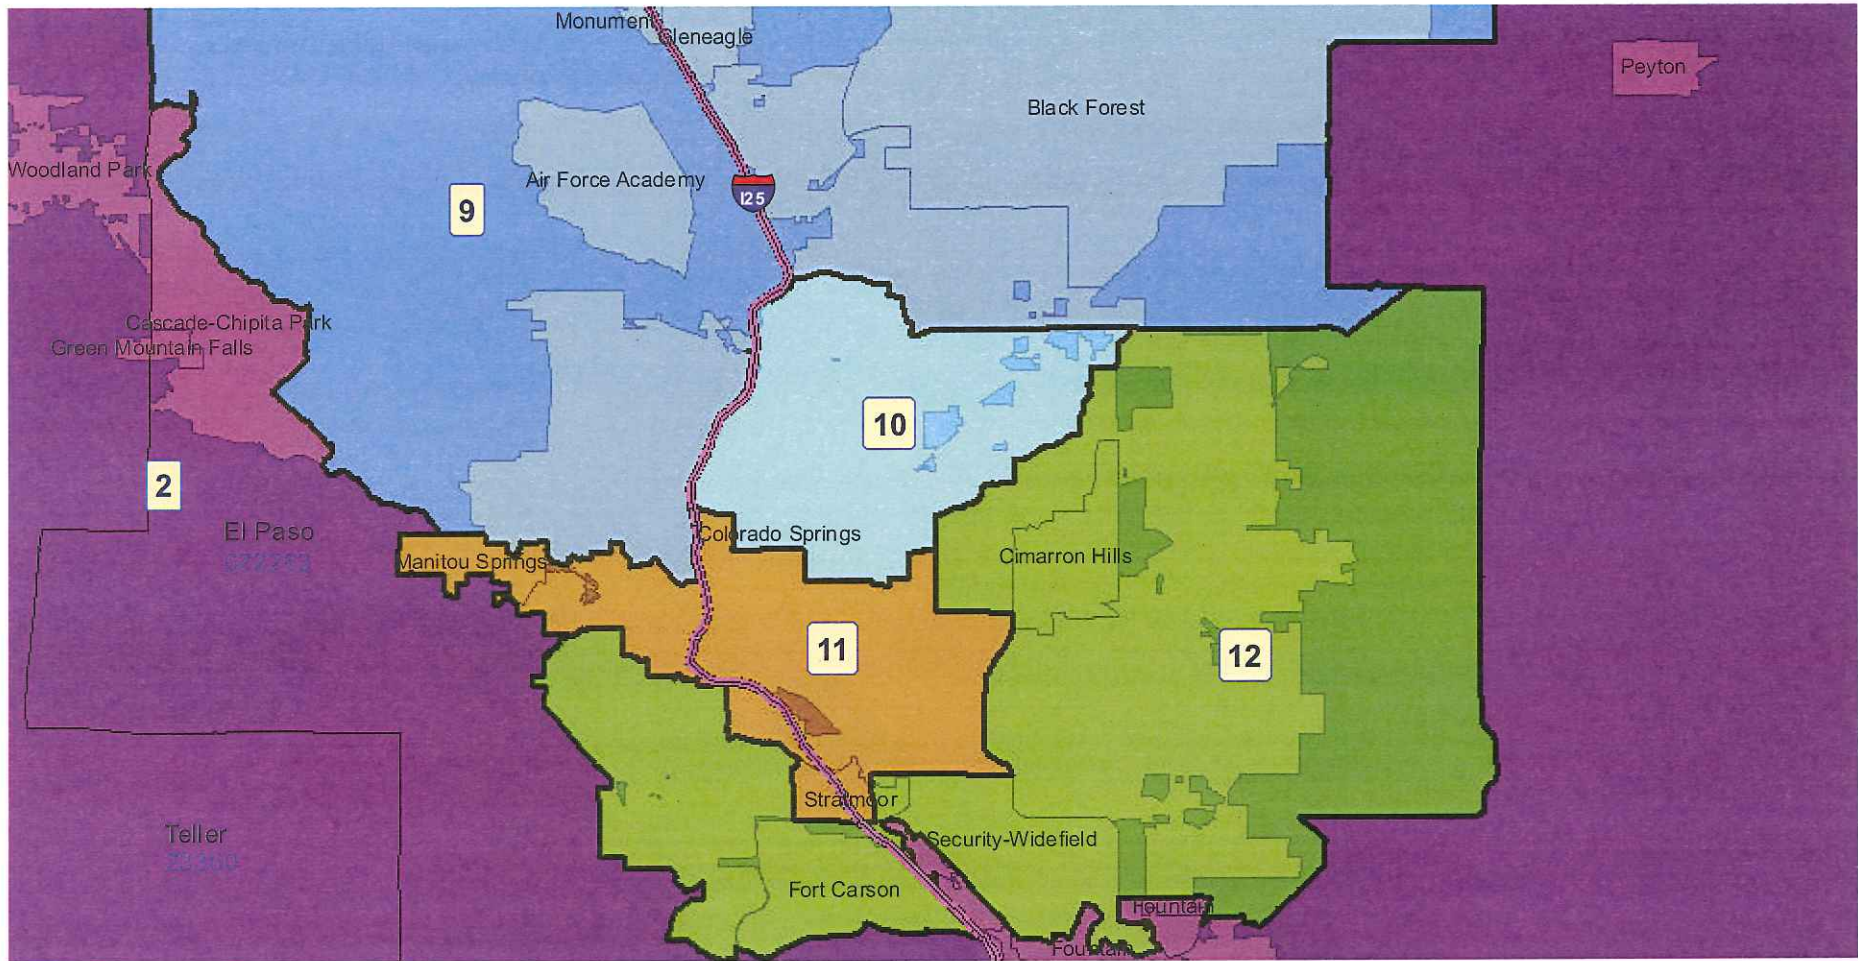 Monument
Gleneagle
Peyton
Black Forest
Woodland Park
Air Force Academy
I25
9
Cascade-Chipita Park
Green Mountain Falls
10
2
El Paso
Colorado Springs
Manitou Springs
Cimarron Hills
11
12
Stratmoor
Teller
Security-Widefield
Fort Carson
Fountain
Fountain